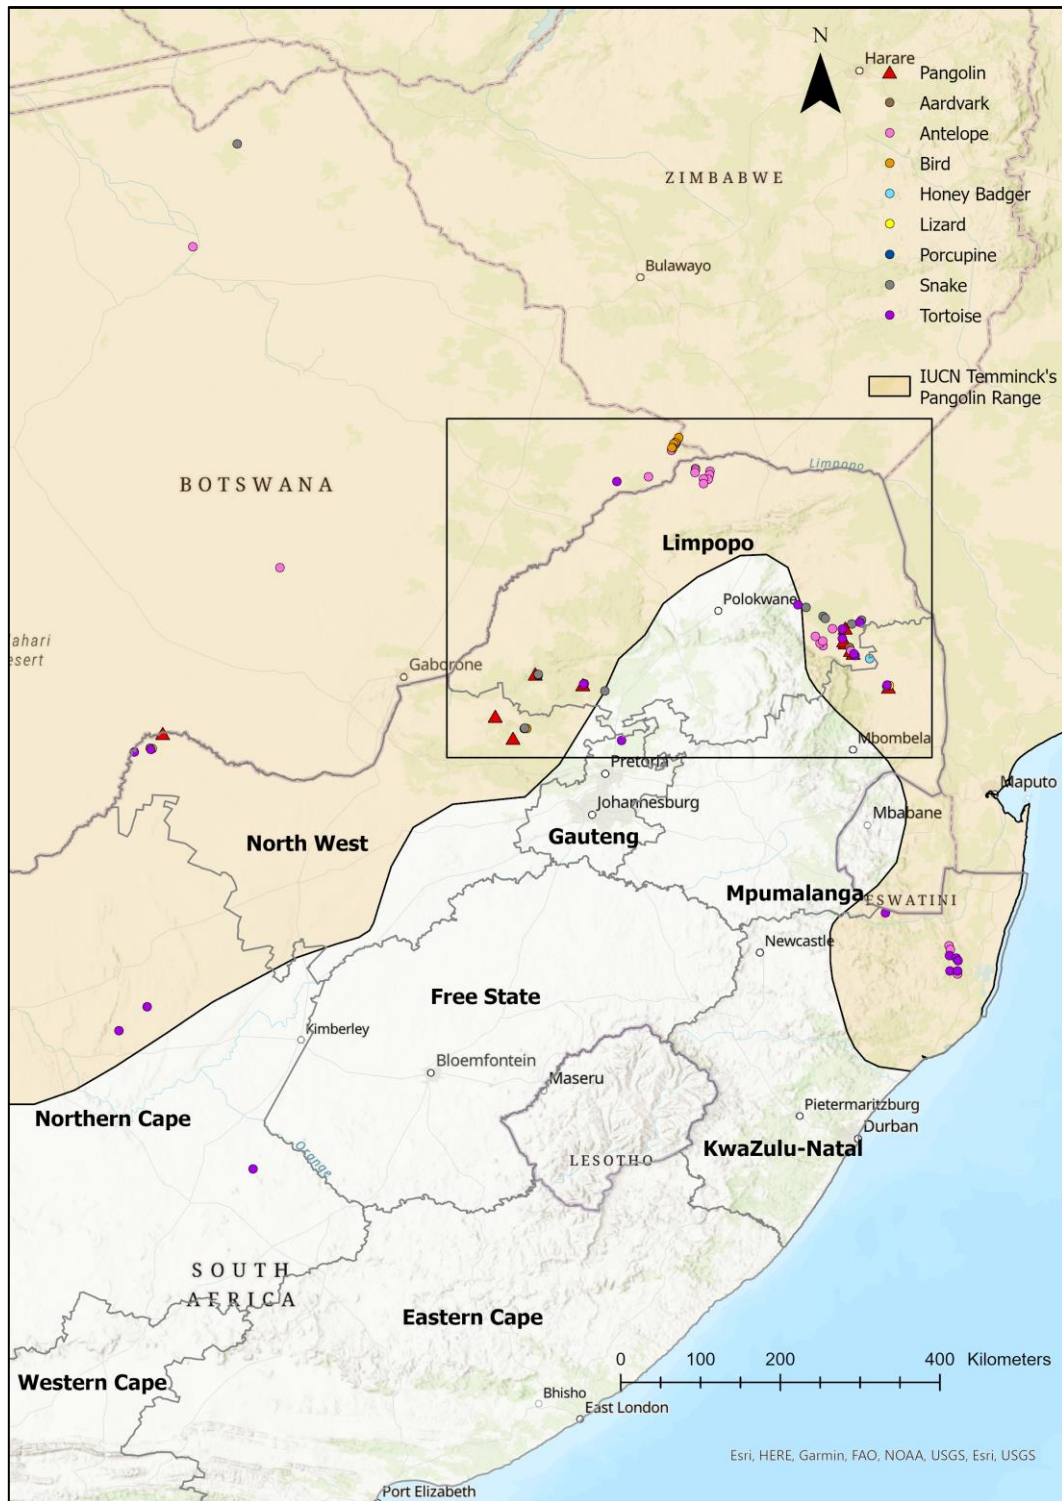 N
Harare
Pangolin
Aardvark
Antelope
ZIMBABWE
Bird
Honey Badger
Lizard
Porcupine
Bulawayo
Snake
Tortoise
IUCN Temminck's
Pangolin Range
Limpopo
BOTSWANA
Limpopo
Polokwane
lahari
esert
Gaborone
Mbombela
Pretoria
Maputo
Johannesburg
Mbabane
North West
Gauteng
Mpumalanga
ESWATINI
Newcastle
Free State
Kimberley
Bloemfontein
Maseru
Northern Cape
Pietermaritzburg
Durban
Orange
LESOTHO
KwaZulu-Natal
SOUTH
AFRICA
Eastern Cape
0 100 200 400 Kilometers
Western Cape
Bhisho
East London
Esri, HERE, Garmin, FAO, NOAA, USGS, Esri, USGS
Port Elizabeth